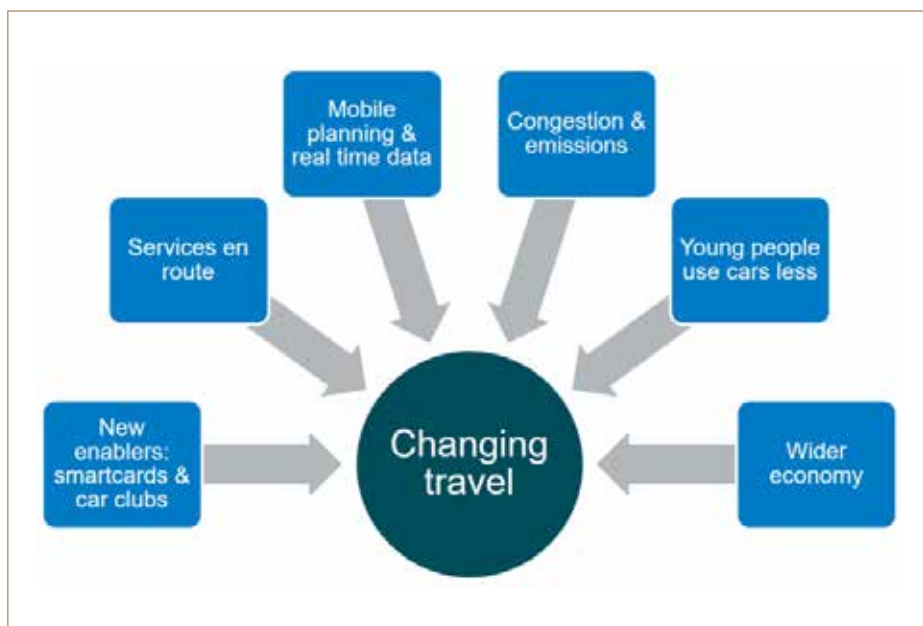 Mobile
planning &
real time data
Congestion &
emissions
Services en
route
Young people
use cars less
New
enablers:
smartcards &
car clubs
Changing
travel
Wider
economy